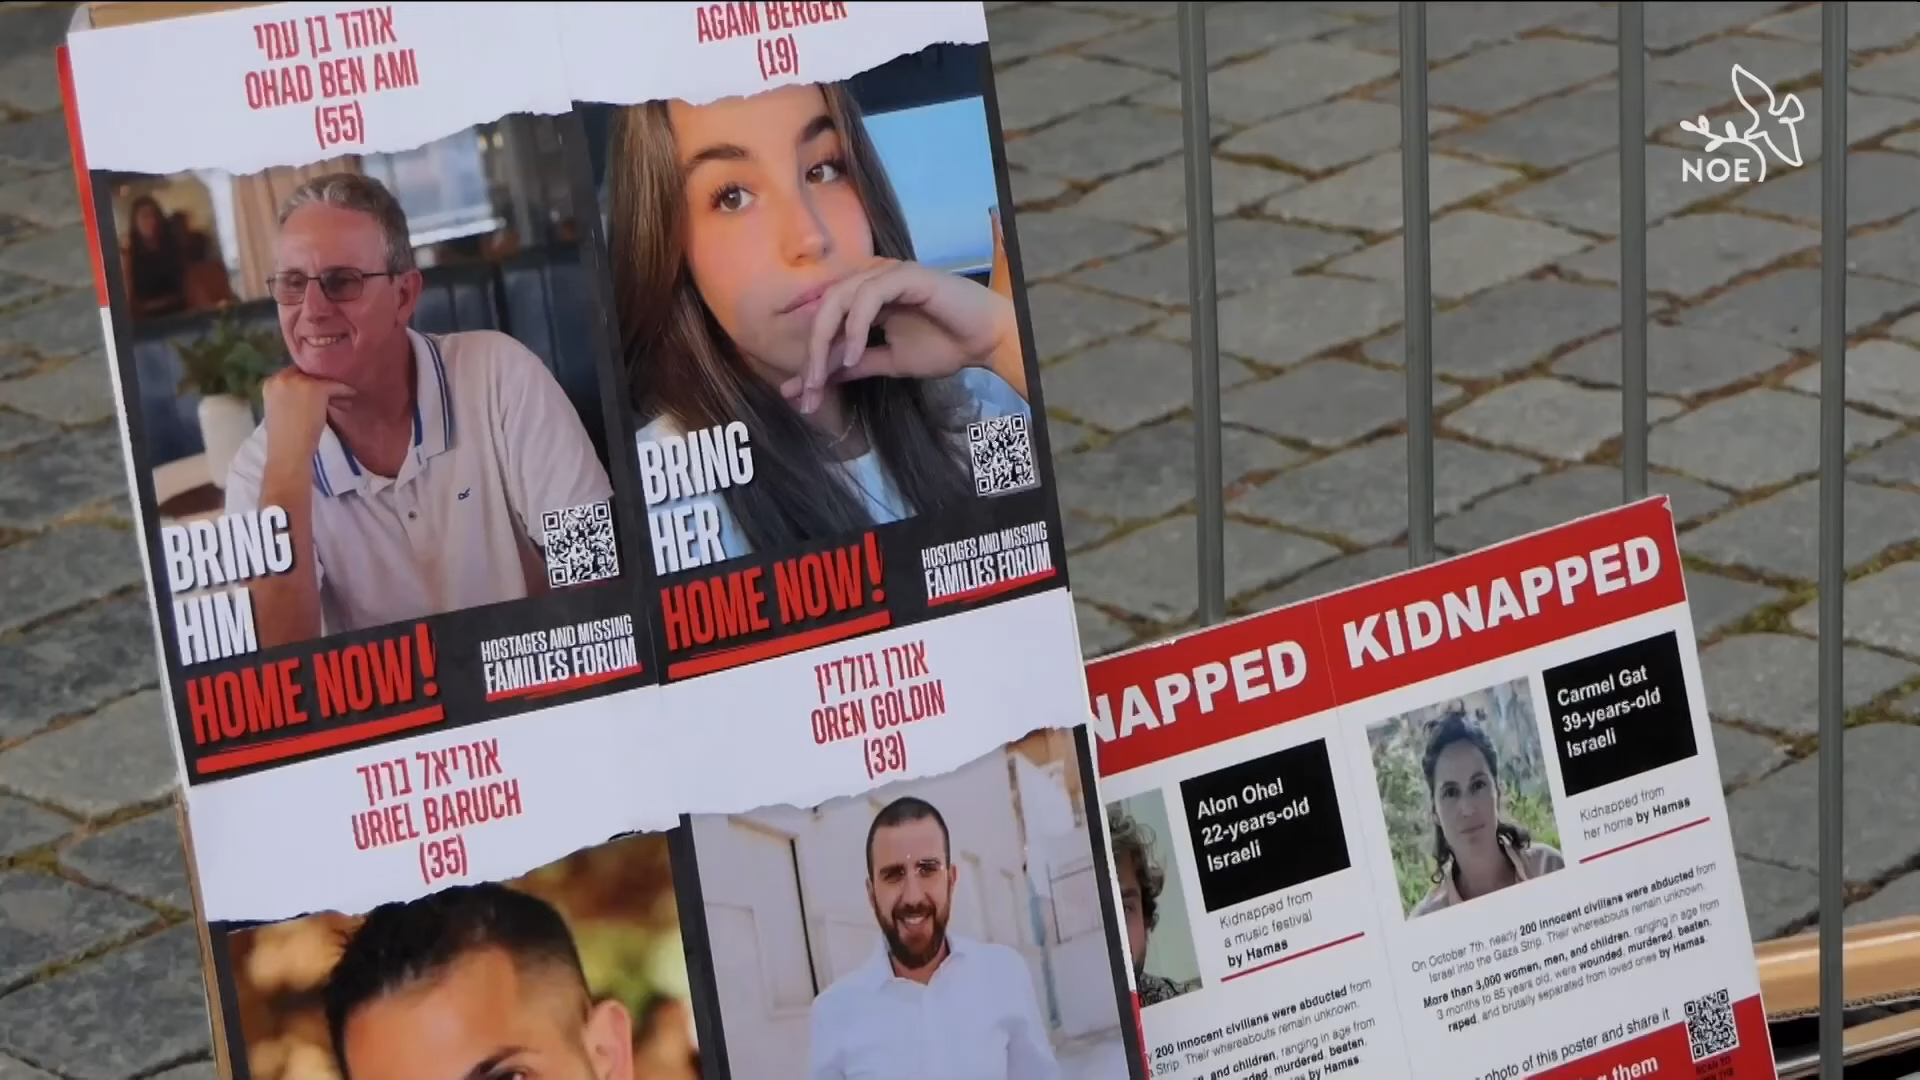 אוהד בן עמי
OHAD BEN AMI
(55)
BRING
HIM
HOME NOW!
HOSTAGES AND MISSING
FAMILIES FORUM
AGAM BERGER
(19)
BRING
HER
HOME NOW!
HOSTAGES AND MISSING
FAMILIES FORUM
אוריאל ברוך
URIEL BARUCH
(35)
אורן גולדין
OREN GOLDIN
(33)
NOE
NAPPED
Alon Ohel
22-years-old
Israeli
Kidnapped from
a music festival
by Hamas
200 innocent civilians were abducted from
Strip. Their whereabouts remain unknown.
and children, ranging in age from
murdered, beaten,
by Hamas
KIDNAPPED
Carmel Gat
39-years-old
Israeli
Kidnapped from
her home by Hamas
On October 7th, nearly 200 innocent civilians were abducted from
Israel into the Gaza Strip. Their whereabouts remain unknown.
More than 3,000 women, men, and children, ranging in age from
3 months to 85 years old, were wounded, murdered, beaten,
raped, and brutally separated from loved ones by Hamas.
photo of this poster and share it
them